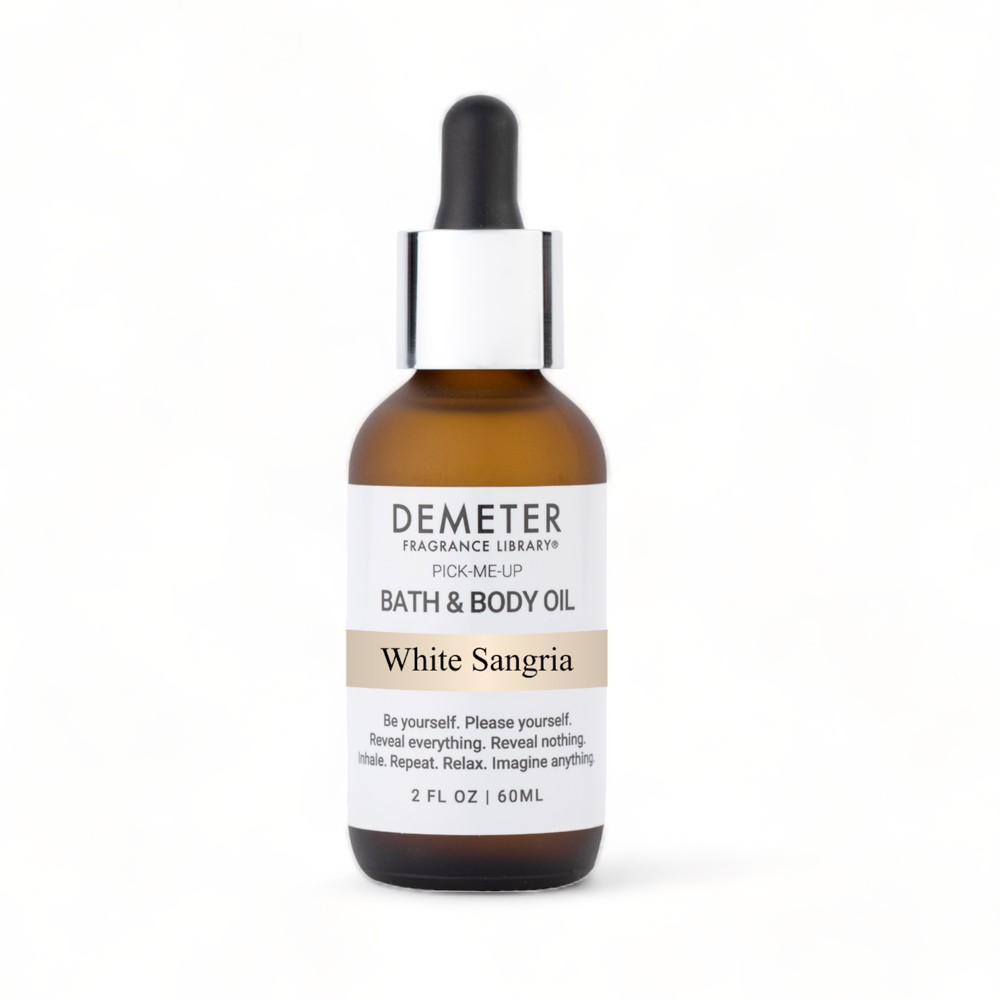 DEMETER
FRAGRANCE LIBRARY®
PICK-ME-UP
BATH & BODY OIL
White Sangria
Be yourself. Please yourself.
Reveal everything. Reveal nothing.
Inhale. Repeat. Relax. Imagine anything.
2 FL OZ | 60ML